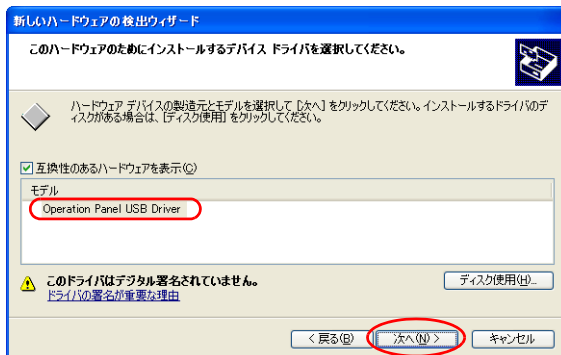 新しいハードウェアの検出ウィザード
このハードウェアのためにインストールするデバイス ドライバを選択してください。
ハードウェア デバイスの製造元とモデルを選択して [次へ] をクリックしてください。インストールするドライバのデ
ィスクがある場合は、[ディスク使用] をクリックしてください。
互換性のあるハードウェアを表示(C)
モデル
Operation Panel USB Driver
このドライバはデジタル署名されていません。
ディスク使用(H)...
ドライバの署名が重要な理由
< 戻る(B)
次へ(N) >
キャンセル